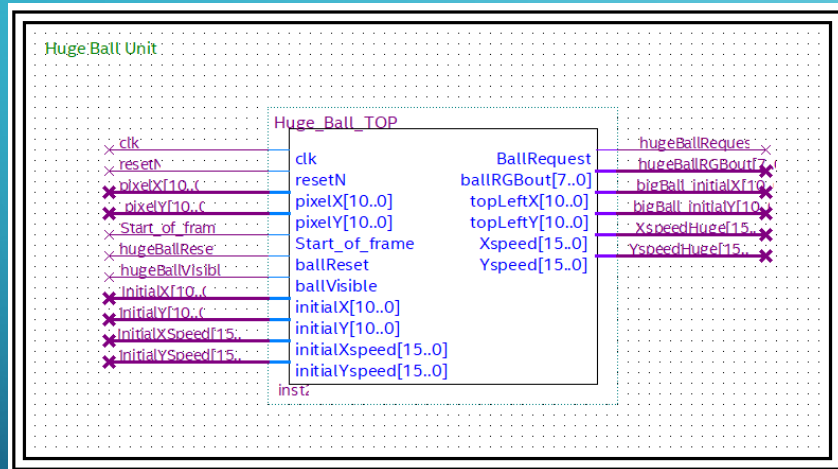 Huge Ball Unit
Huge_Ball_TOP
clk
resetN
pixelX[10..(
pixelY[10..(
Start_of_fram
hugeBallRese
hugeBallVisibl
InitialX[10..(
InitialY[10..(
InitialXSpeed[15..
InitialYSpeed[15..
clk
resetN
pixelX[10..0]
pixelY[10..0]
Start_of_frame
ballReset
ballVisible
initialX[10..0]
initialY[10..0]
initialXspeed[15..0]
initialYspeed[15..0]
BallRequest
ballRGBout[7..0]
topLeftX[10..0]
topLeftY[10..0]
Xspeed[15..0]
Yspeed[15..0]
hugeBallReques
hugeBallRGBout[7..
bigBall_initialX[10
bigBall_initialY[10
XspeedHuge[15..
YspeedHuge[15..